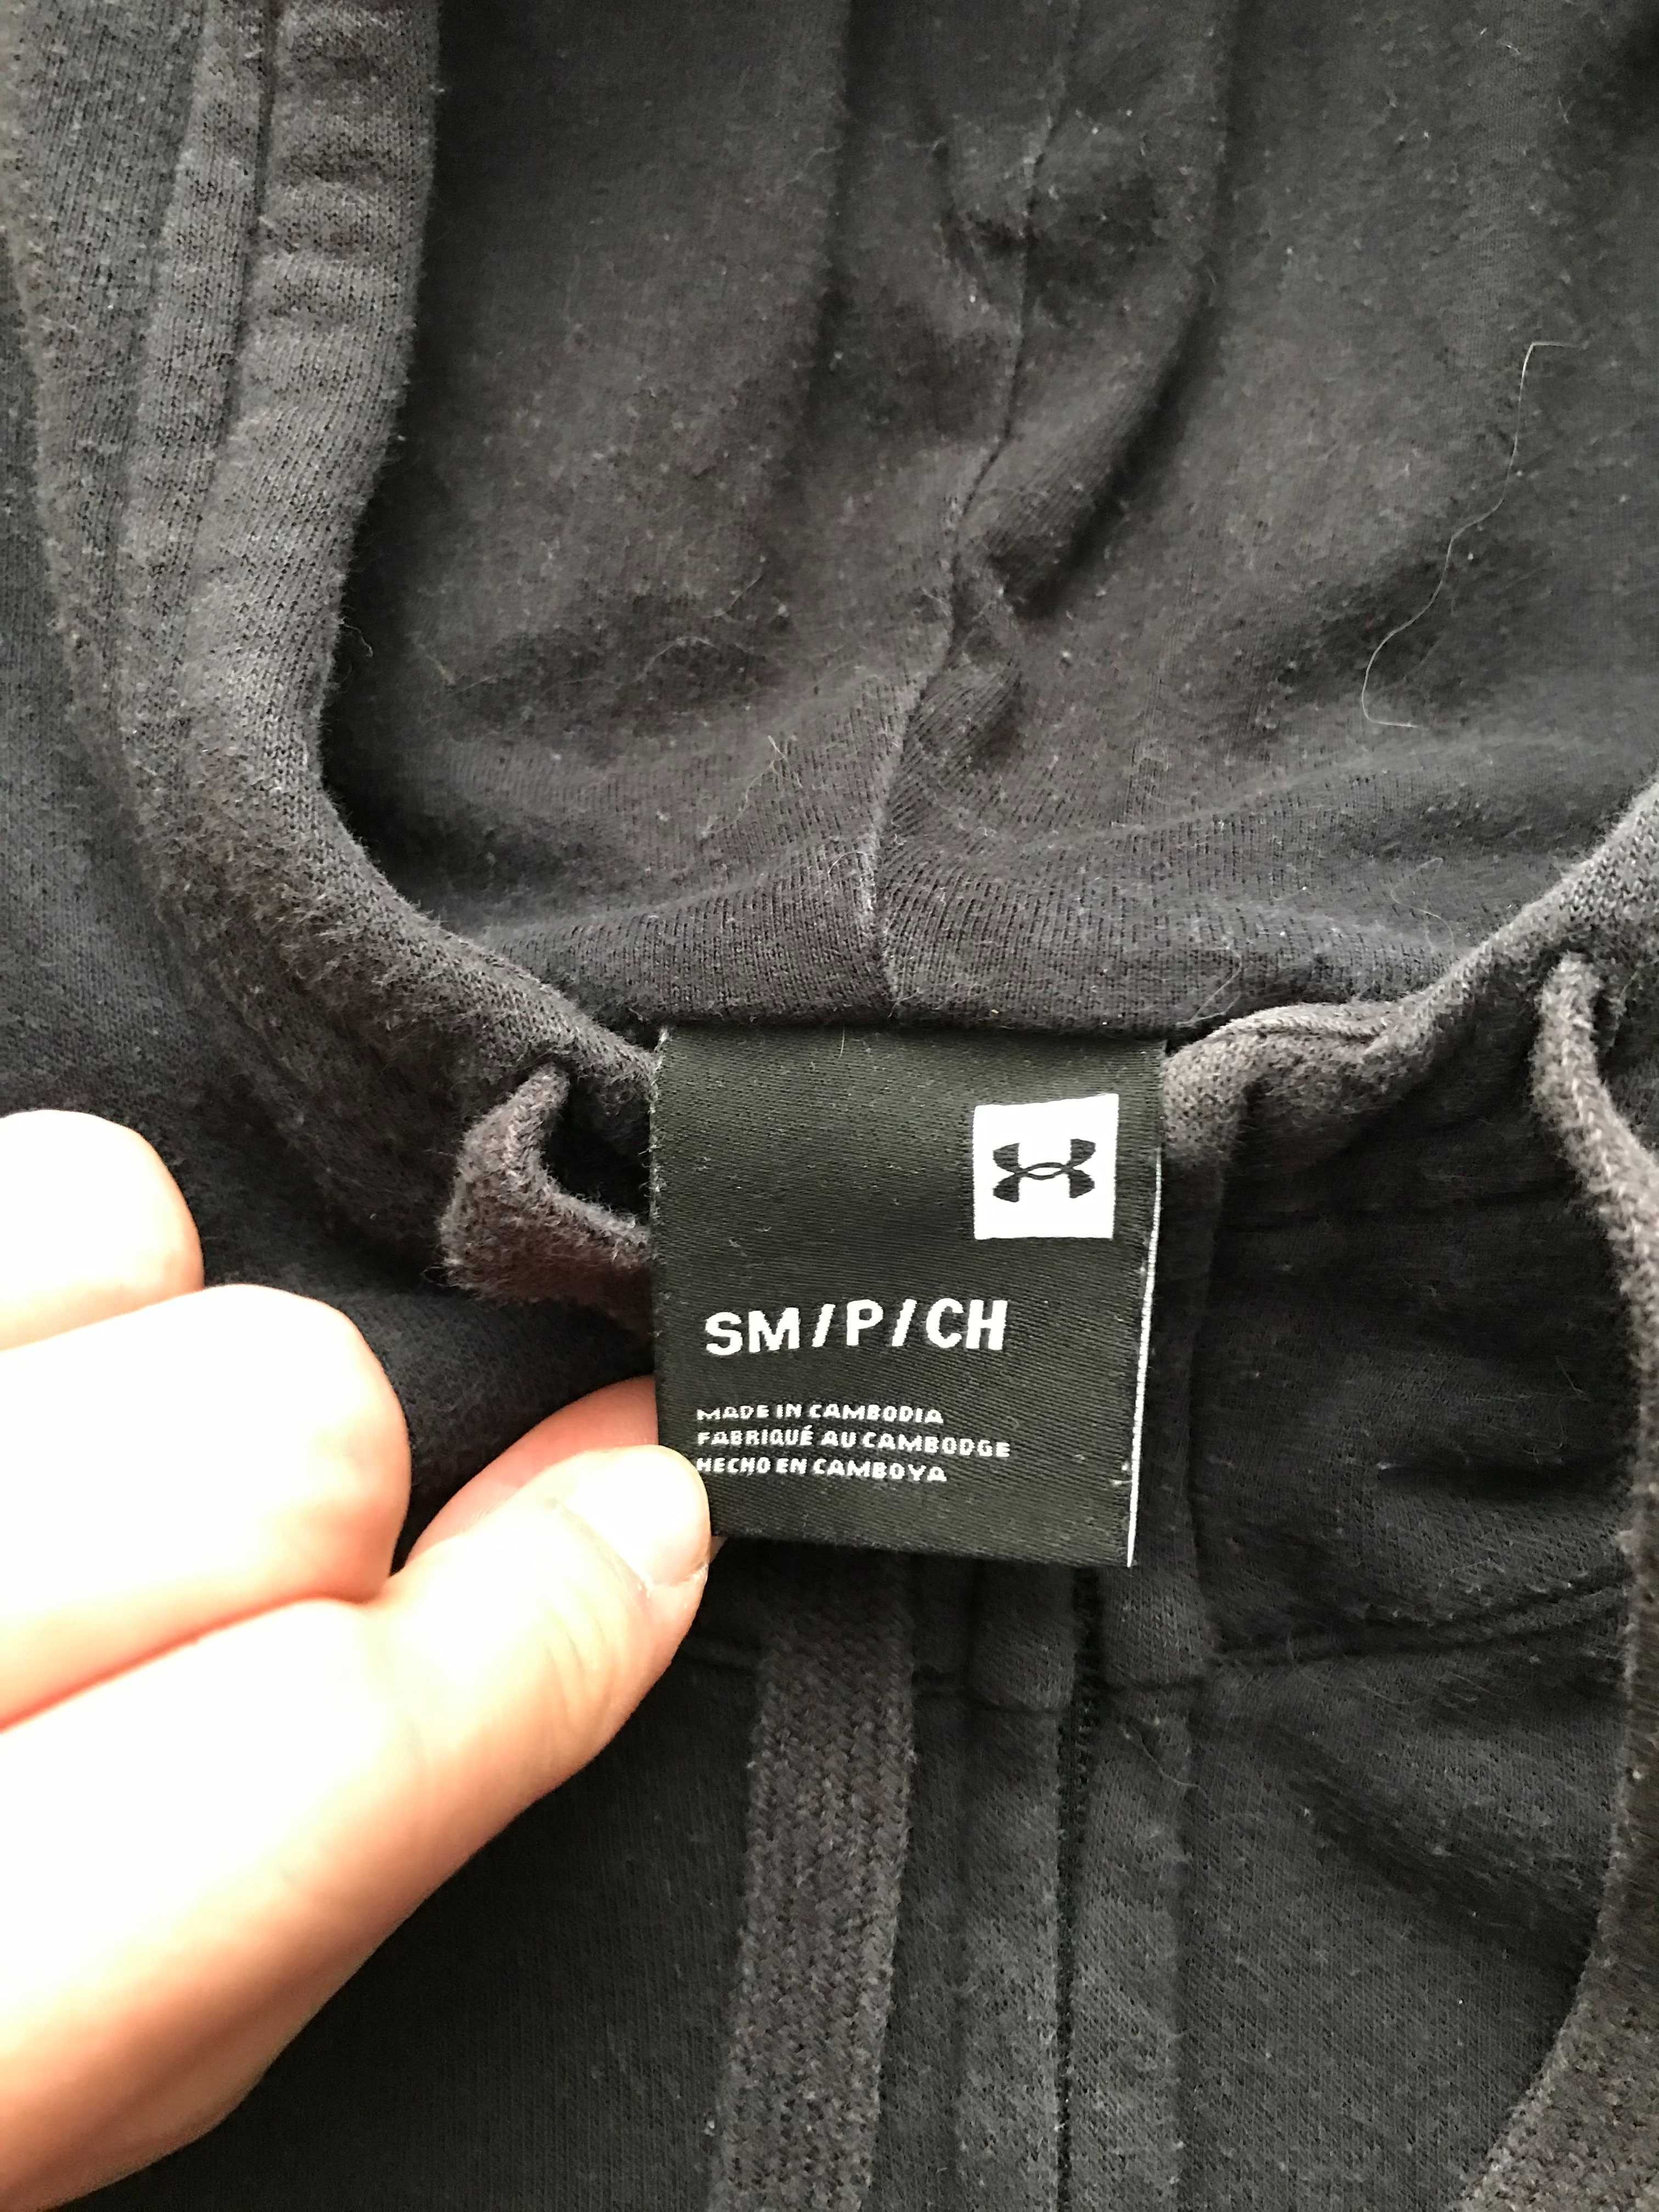 SM/P/CH
MADE IN CAMBODIA
FABRIQUÉ AU CAMBODGE
HECHO EN CAMBOYA